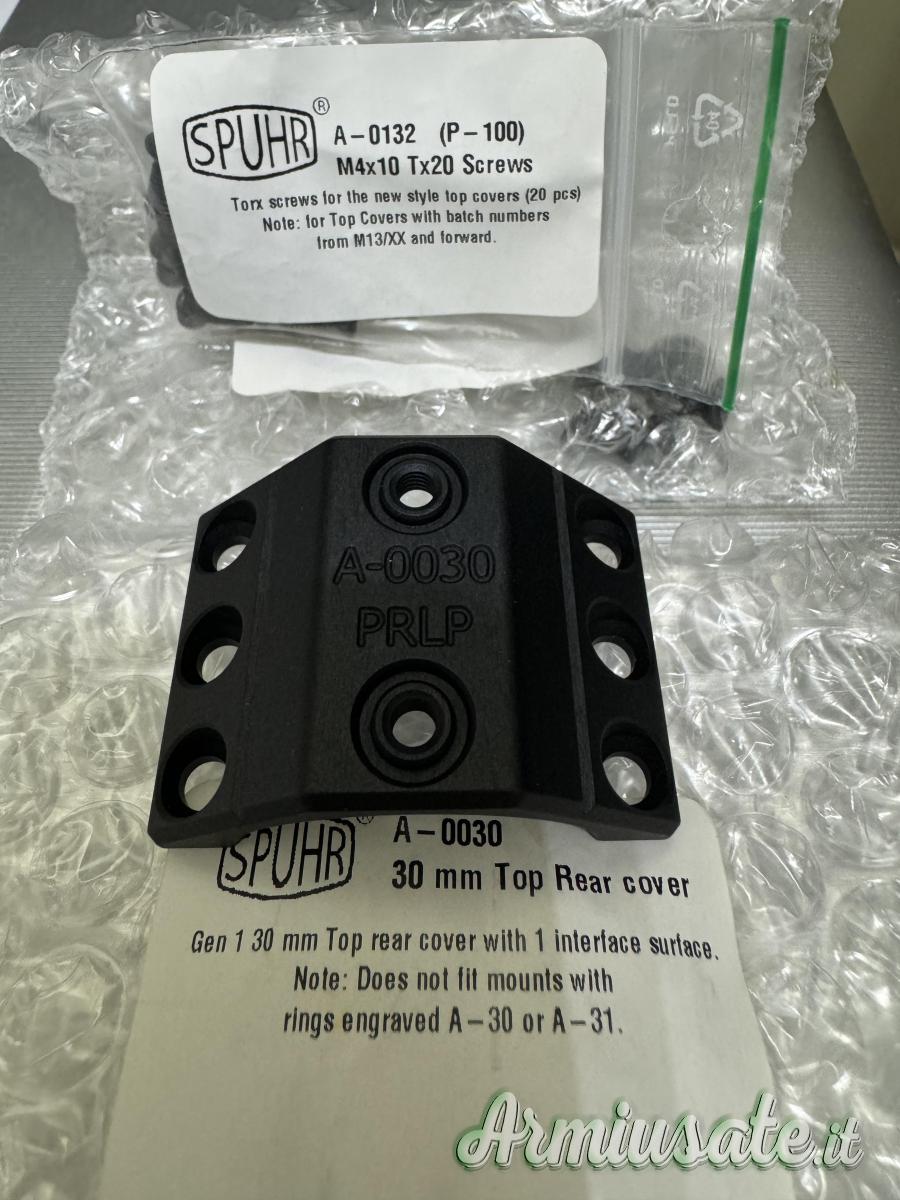 SPUHR ®
A-0132 (P-100)
M4x10 Tx20 Screws
Torx screws for the new style top covers (20 pcs)
Note: for Top Covers with batch numbers
from M13/XX and forward.
A-0030
PRLP
SPUHR ®
A-0030
30 mm Top Rear cover
Gen 1 30 mm Top rear cover with 1 interface surface.
Note: Does not fit mounts with
rings engraved A-30 or A-31.
Armiusate.it